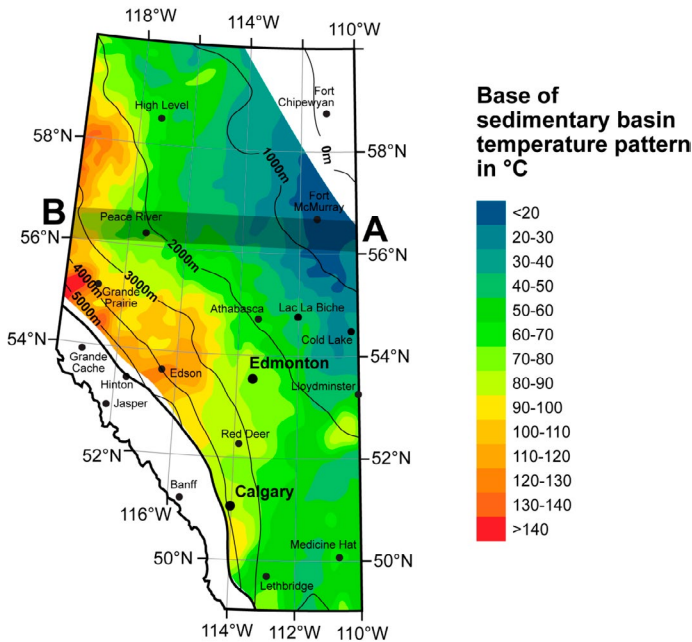 118°W
114°W
110°W
Fort
Chipewyan
High Level
58°N
58°N
1000m
0m
Fort
McMurray
B
Peace River
A
56°N
56°N
2000m
3000m
4000m
5000m
Grande
Prairie
Athabasca
Lac La Biche
Cold Lake
54°N
54°N
Grande
Cache
Edmonton
Edson
Hinton
Lloydminster
Jasper
Red Deer
52°N
52°N
Banff
Calgary
116°W
Medicine Hat
50°N
50°N
Lethbridge
114°W
112°W
110°W
Base of
sedimentary basin
temperature pattern
in °C
<20
20-30
30-40
40-50
50-60
60-70
70-80
80-90
90-100
100-110
110-120
120-130
130-140
>140